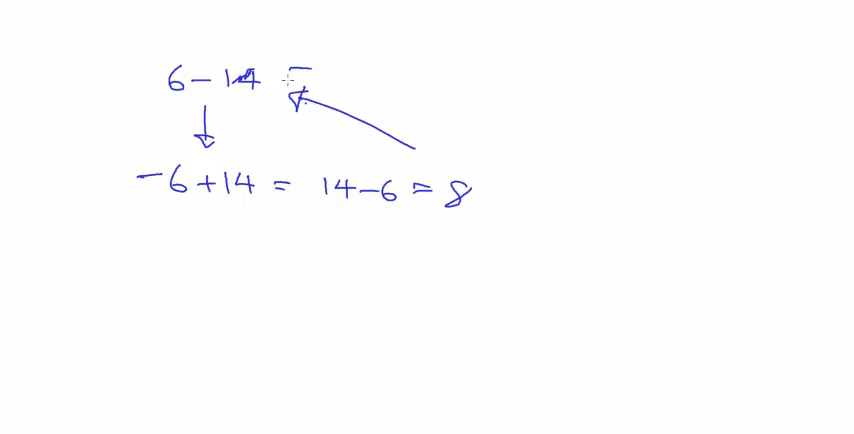 6 - 14 =
-6 + 14 = 14 - 6 = 8